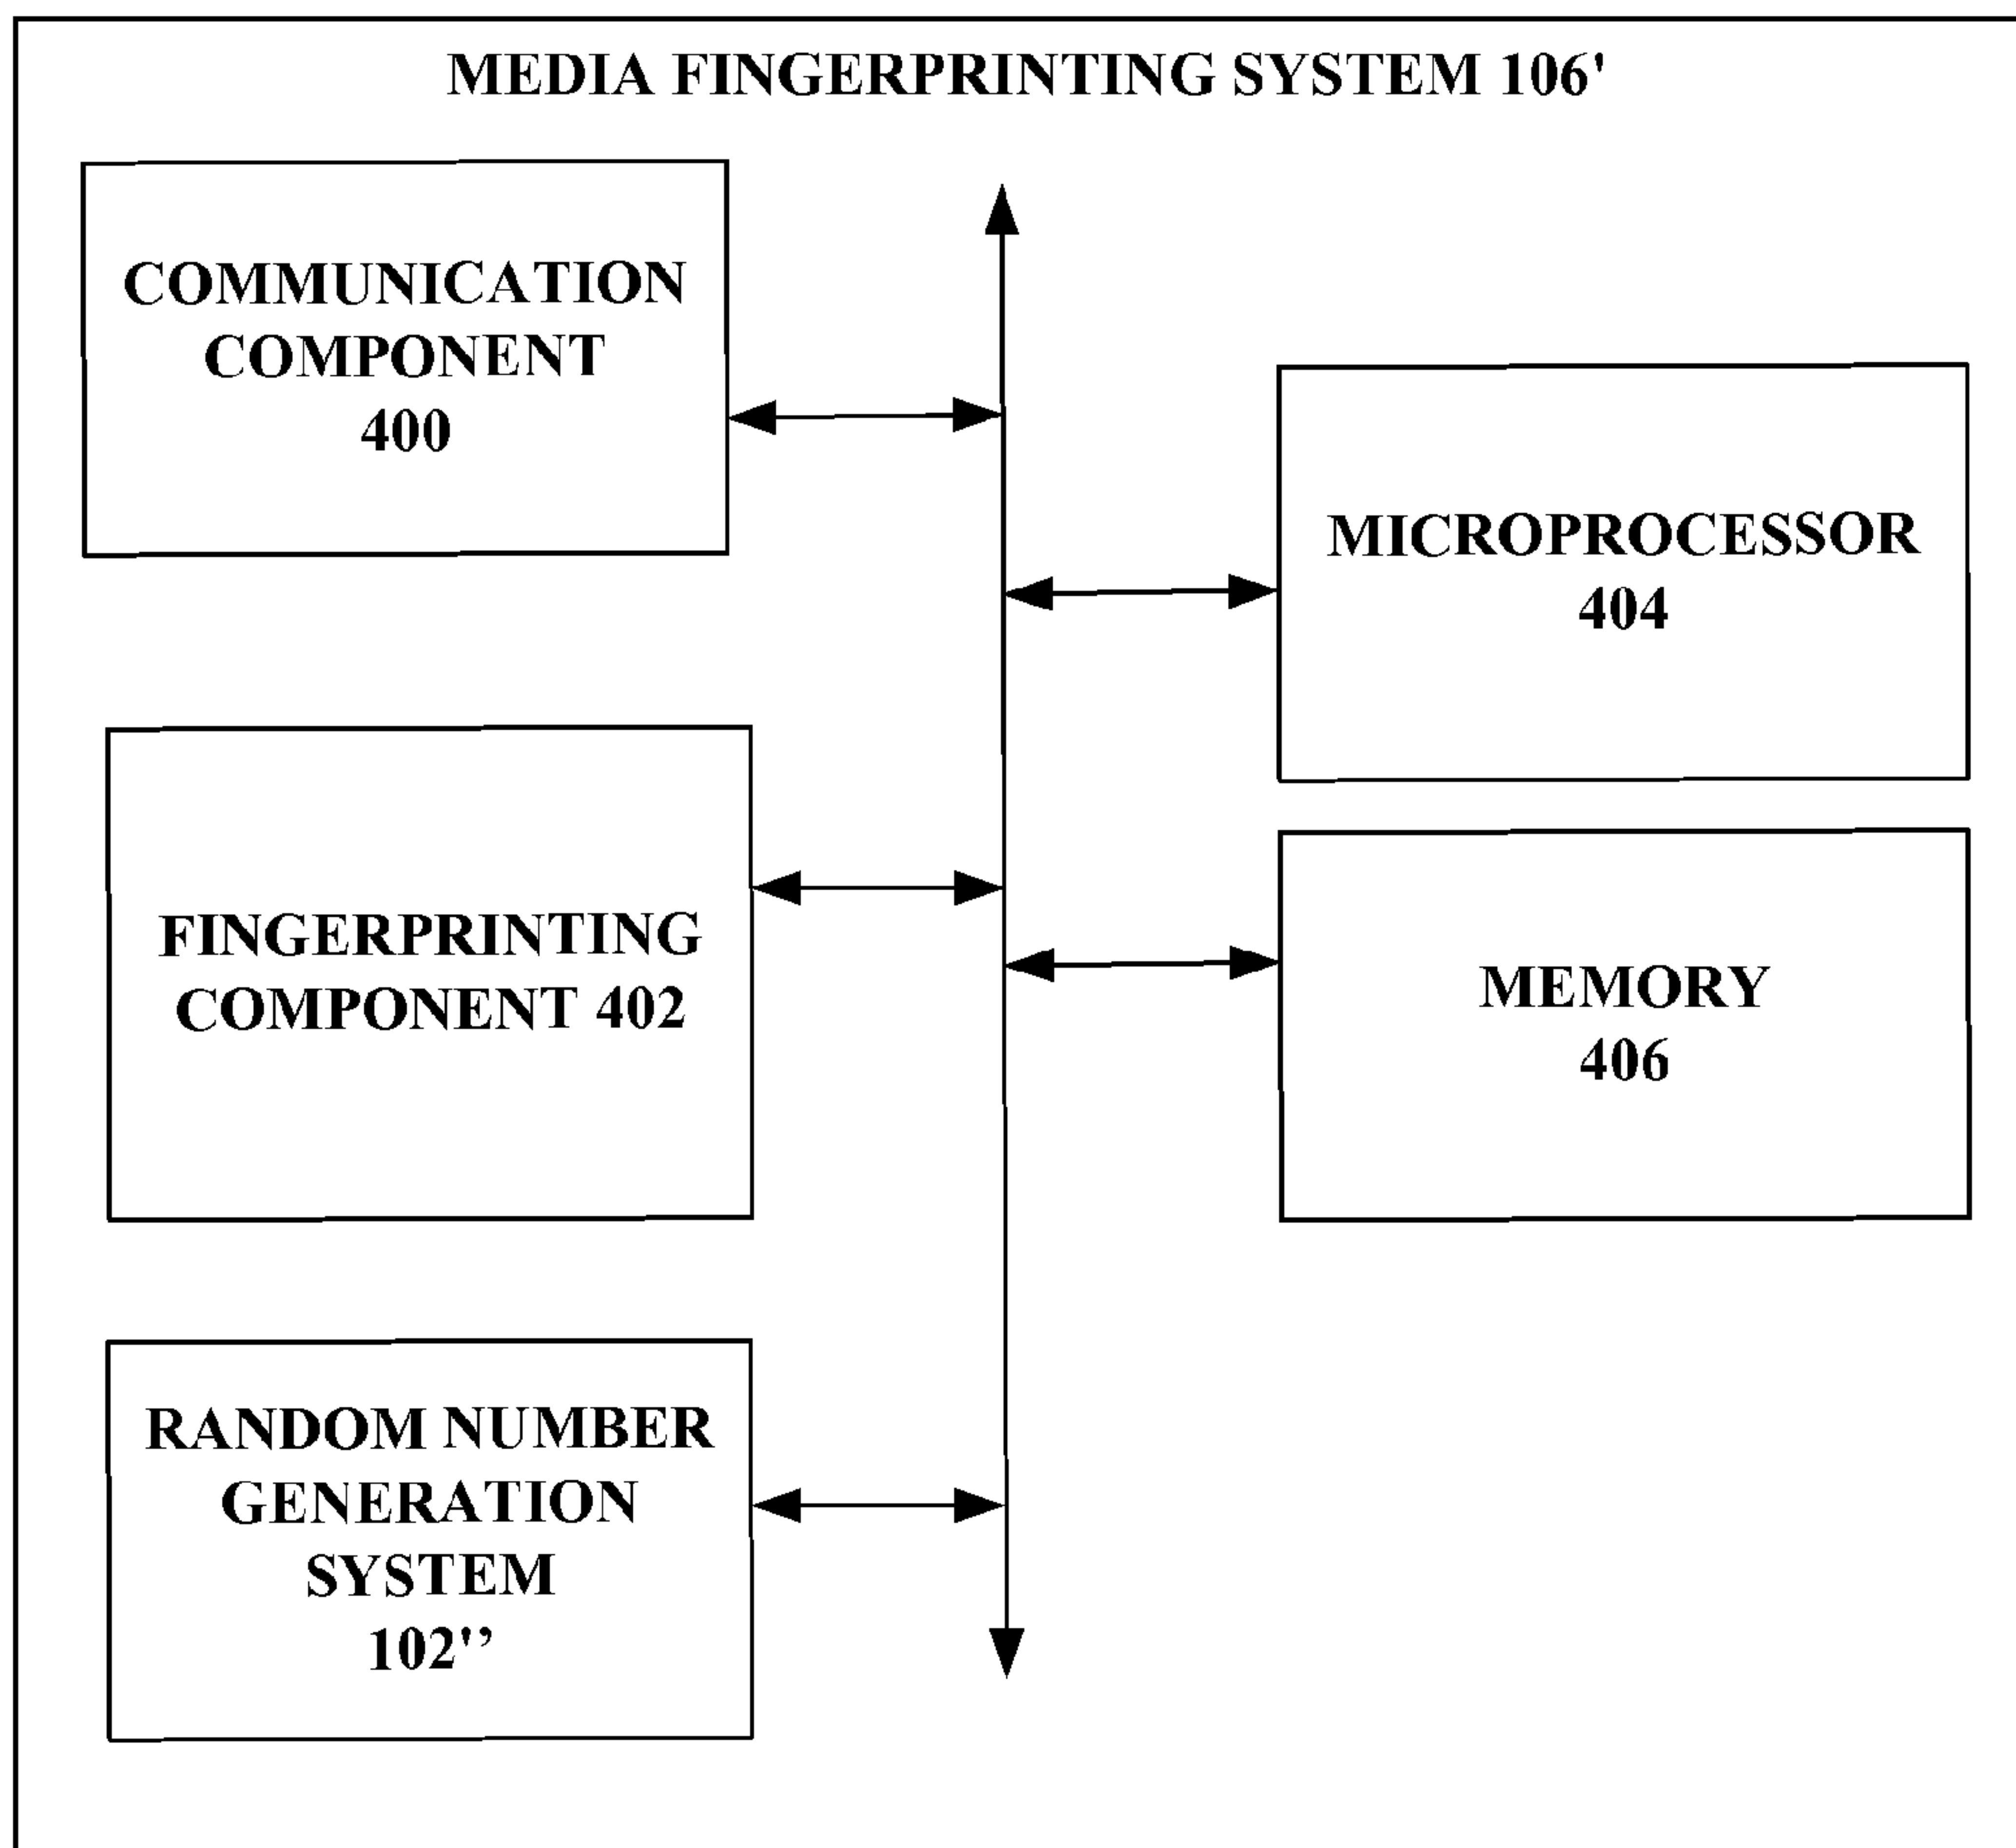 MEDIA FINGERPRINTING SYSTEM 106'
COMMUNICATION
COMPONENT
400
MICROPROCESSOR
404
FINGERPRINTING
COMPONENT 402
MEMORY
406
RANDOM NUMBER
GENERATION
SYSTEM
102'’